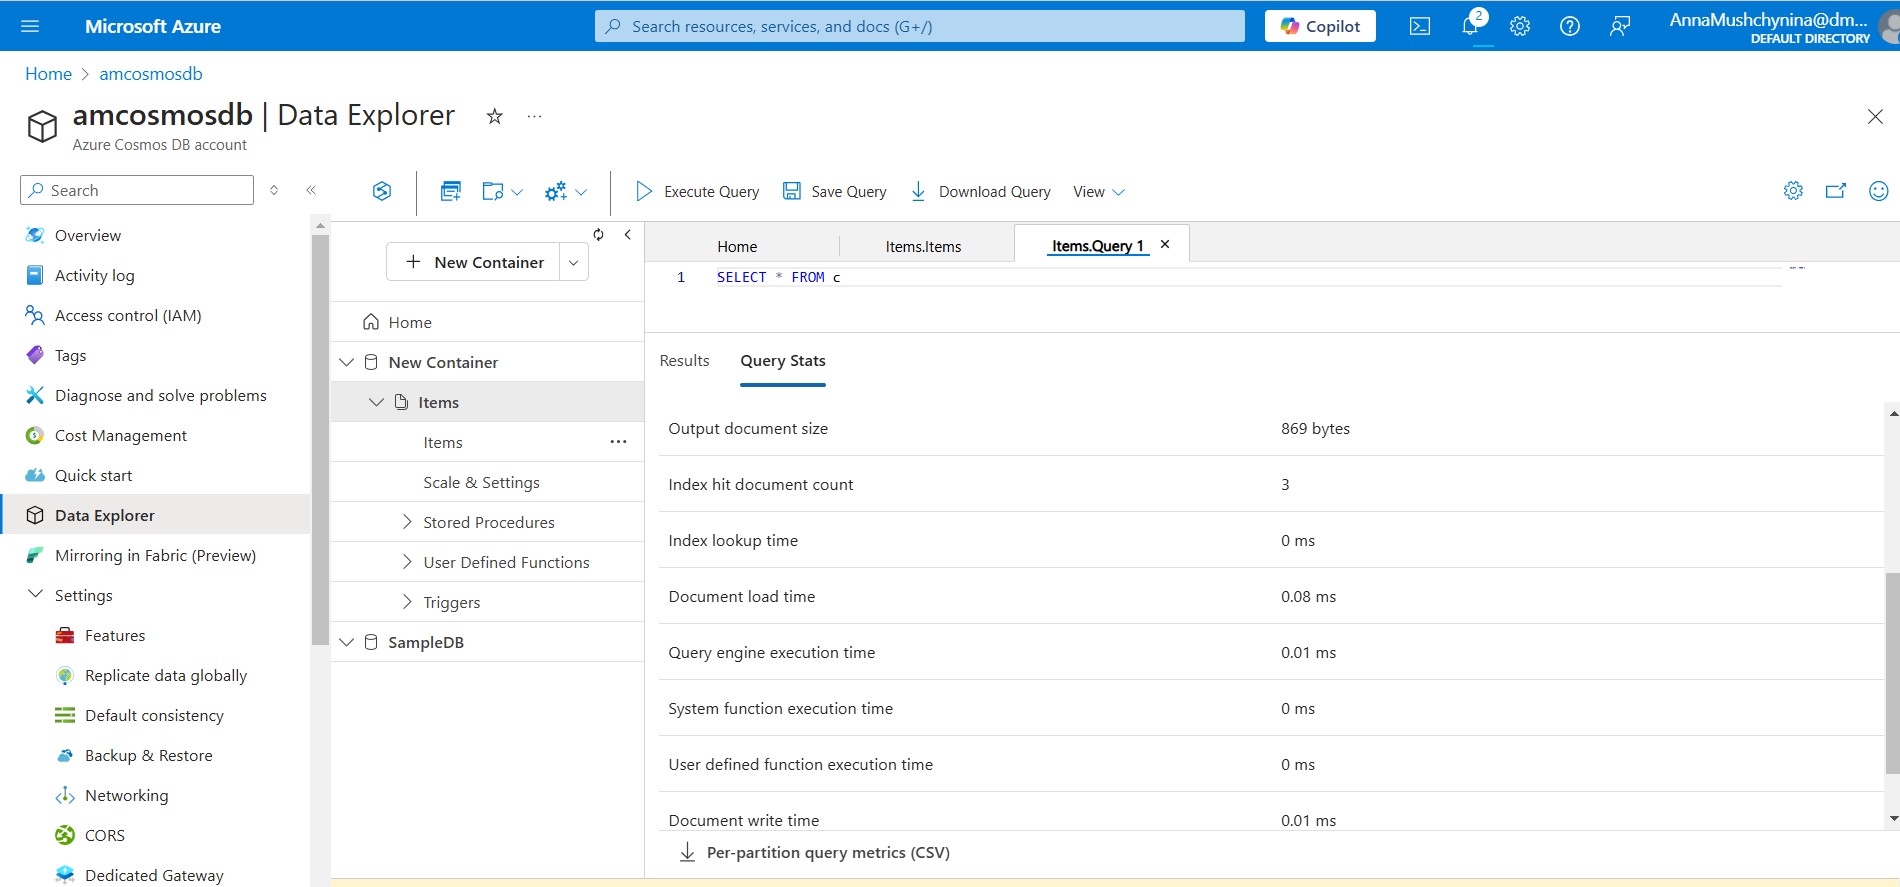 Microsoft Azure
Search resources, services, and docs (G+/)
Copilot
2
AnnaMushchynina@dm...
DEFAULT DIRECTORY
Home > amcosmosdb
amcosmosdb | Data Explorer
Azure Cosmos DB account
Search
Execute Query
Save Query
Download Query
View
Overview
Activity log
Access control (IAM)
Tags
Diagnose and solve problems
Cost Management
Quick start
Data Explorer
Mirroring in Fabric (Preview)
Settings
Features
Replicate data globally
Default consistency
Backup & Restore
Networking
CORS
Dedicated Gateway
New Container
Home
New Container
Items
Items
Scale & Settings
Stored Procedures
User Defined Functions
Triggers
SampleDB
Home
Items.Items
Items.Query 1
1 SELECT * FROM c
Results
Query Stats
Output document size 869 bytes
Index hit document count 3
Index lookup time 0 ms
Document load time 0.08 ms
Query engine execution time 0.01 ms
System function execution time 0 ms
User defined function execution time 0 ms
Document write time 0.01 ms
Per-partition query metrics (CSV)